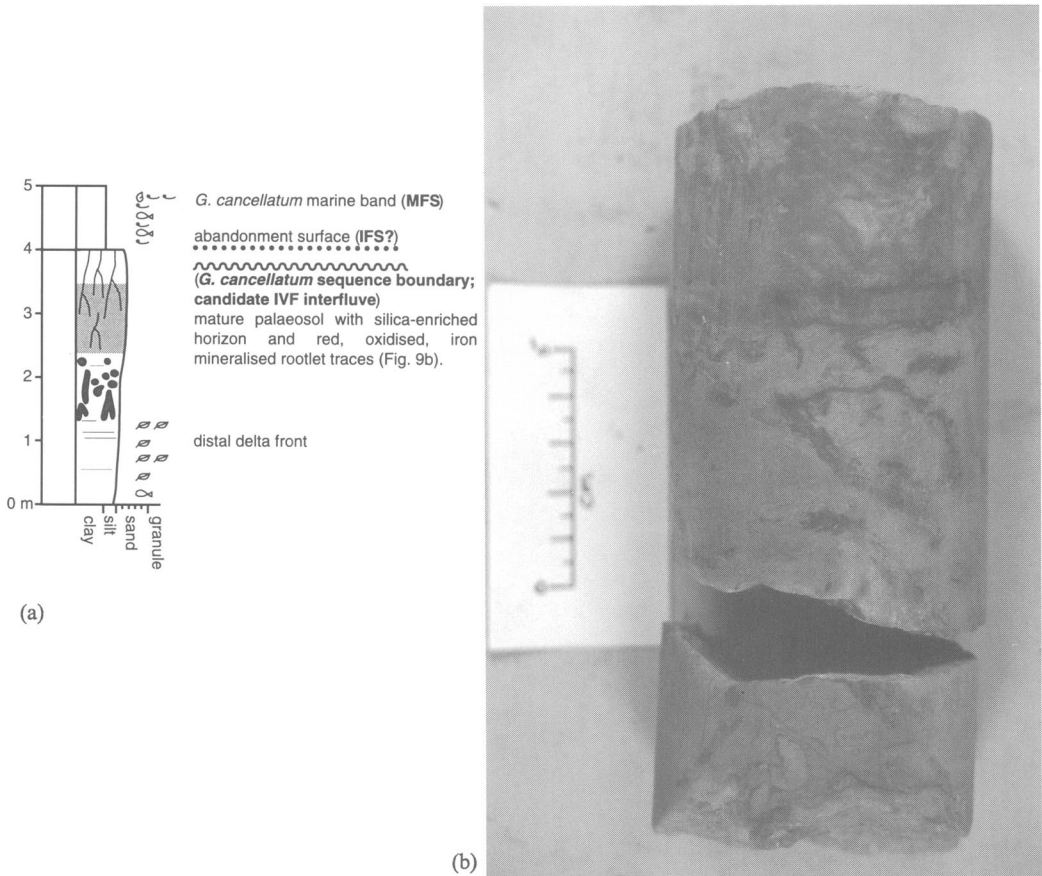 5
4
3
2
1
0 m
clay
silt
sand
granule
G. cancellatum marine band (MFS)
abandonment surface (IFS?)
(G. cancellatum sequence boundary;
candidate IVF interfluve)
mature palaeosol with silica-enriched
horizon and red, oxidised, iron
mineralised rootlet traces (Fig. 9b).
distal delta front
(a)
(b)